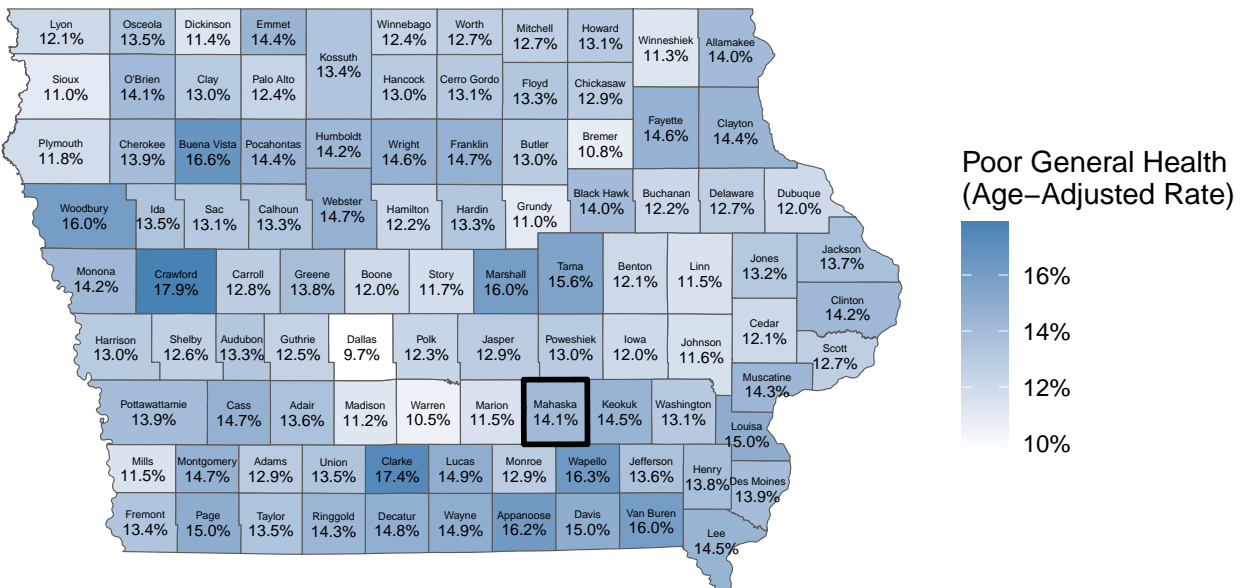 Lyon
12.1%
Osceola
13.5%
Dickinson
11.4%
Emmet
14.4%
Kossuth
13.4%
Winnebago
12.4%
Worth
12.7%
Mitchell
12.7%
Howard
13.1%
Winneshiek
11.3%
Allamakee
14.0%
Sioux
11.0%
O'Brien
14.1%
Clay
13.0%
Palo Alto
12.4%
Hancock
13.0%
Cerro Gordo
13.1%
Floyd
13.3%
Chickasaw
12.9%
Plymouth
11.8%
Cherokee
13.9%
Buena Vista
16.6%
Pocahontas
14.4%
Humboldt
14.2%
Wright
14.6%
Franklin
14.7%
Butler
13.0%
Bremer
10.8%
Fayette
14.6%
Clayton
14.4%
Woodbury
16.0%
Ida
13.5%
Sac
13.1%
Calhoun
13.3%
Webster
14.7%
Hamilton
12.2%
Hardin
13.3%
Grundy
11.0%
Black Hawk
14.0%
Buchanan
12.2%
Delaware
12.7%
Dubuque
12.0%
Monona
14.2%
Crawford
17.9%
Carroll
12.8%
Greene
13.8%
Boone
12.0%
Story
11.7%
Marshall
16.0%
Tama
15.6%
Benton
12.1%
Linn
11.5%
Jones
13.2%
Jackson
13.7%
Clinton
14.2%
Harrison
13.0%
Shelby
12.6%
Audubon
13.3%
Guthrie
12.5%
Dallas
9.7%
Polk
12.3%
Jasper
12.9%
Poweshiek
13.0%
Iowa
12.0%
Johnson
11.6%
Cedar
12.1%
Scott
12.7%
Muscatine
14.3%
Pottawattamie
13.9%
Cass
14.7%
Adair
13.6%
Madison
11.2%
Warren
10.5%
Marion
11.5%
Mahaska
14.1%
Keokuk
14.5%
Washington
13.1%
Louisa
15.0%
Mills
11.5%
Montgomery
14.7%
Adams
12.9%
Union
13.5%
Clarke
17.4%
Lucas
14.9%
Monroe
12.9%
Wapello
16.3%
Jefferson
13.6%
Henry
13.8%
Des Moines
13.9%
Fremont
13.4%
Page
15.0%
Taylor
13.5%
Ringgold
14.3%
Decatur
14.8%
Wayne
14.9%
Appanoose
16.2%
Davis
15.0%
Van Buren
16.0%
Lee
14.5%
Poor General Health
(Age−Adjusted Rate)
16%
14%
12%
10%